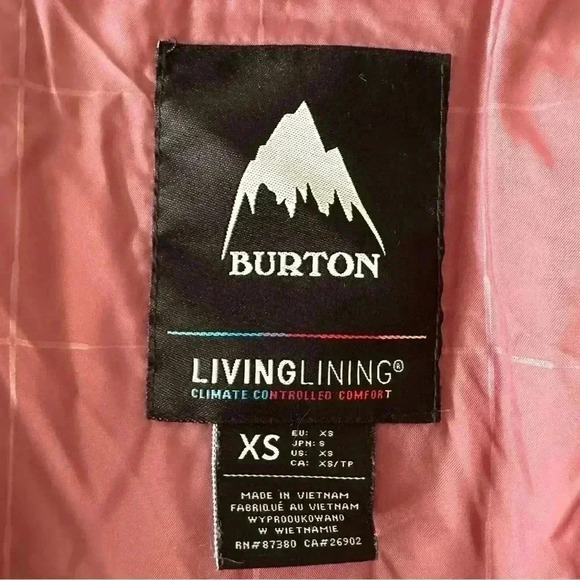 BURTON
LIVINGLINING®
CLIMATE CONTROLLED COMFORT
XS
EU: XS
JPN: S
US: XS
CA: XS/TP
MADE IN VIETNAM
FABRIQUÉ AU VIETNAM
WYPRODUKOWANO
W WIETNAMIE
RN#87380 CA#26902